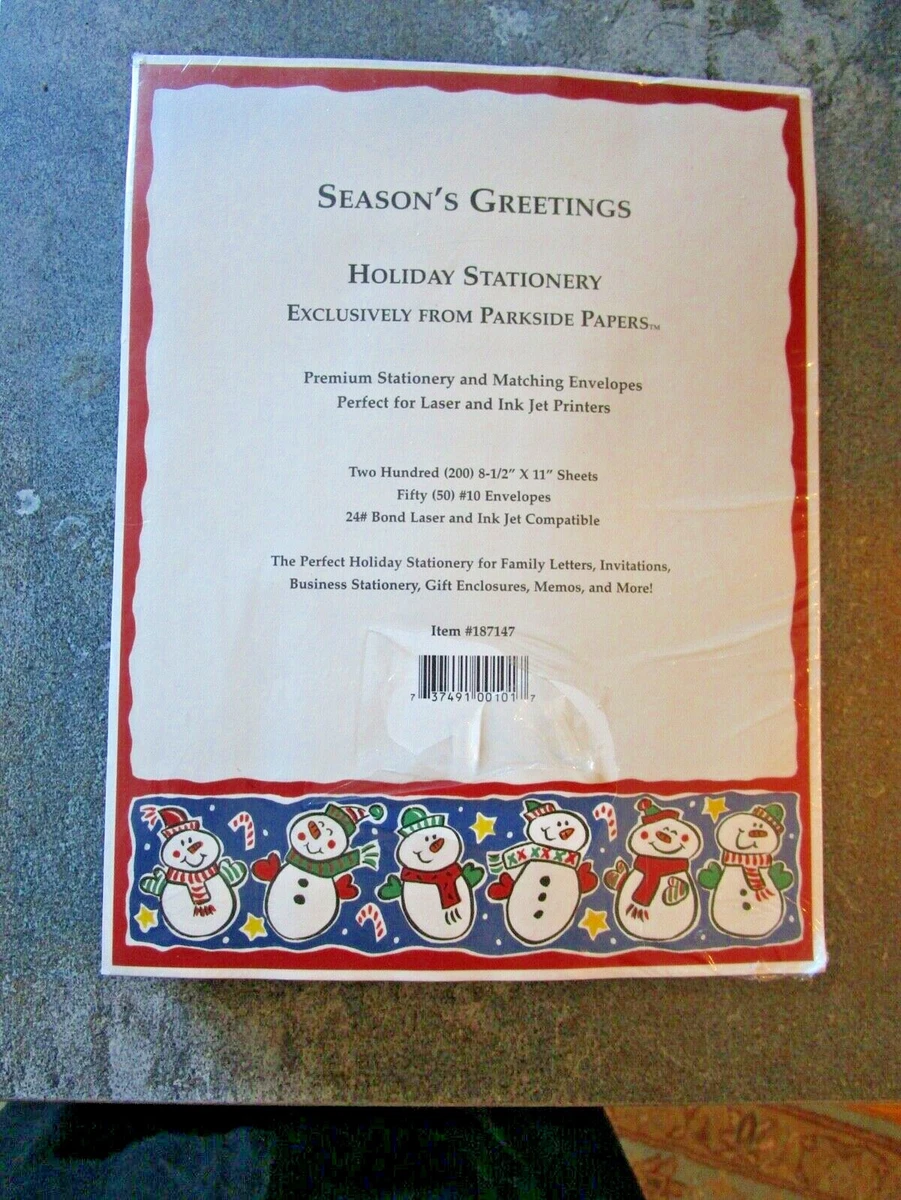 SEASON'S GREETINGS
HOLIDAY STATIONERY
EXCLUSIVELY FROM PARKSIDE PAPERS™
Premium Stationery and Matching Envelopes
Perfect for Laser and Ink Jet Printers
Two Hundred (200) 8-1/2" X 11" Sheets
Fifty (50) #10 Envelopes
24# Bond Laser and Ink Jet Compatible
The Perfect Holiday Stationery for Family Letters, Invitations,
Business Stationery, Gift Enclosures, Memos, and More!
Item #187147
7 37491 00101 7